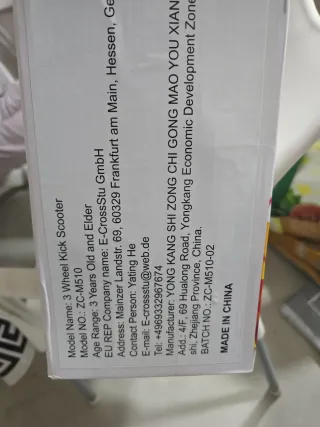 Model Name: 3 Wheel Kick Scooter
Model NO.: ZC-M510
Age Range: 3 Years Old and Elder
EU REP Company name: E-CrossStu GmbH
Address: Mainzer Landstr. 69, 60329 Frankfurt am Main, Hessen, Ge
Contact Person: Yating He
E-mail: E-crossstu@web.de
Tel: +4969332967674
Manufacturer: YONG KANG SHI ZONG CHI GONG MAO YOU XIAN
Add.: 4/F, 69 Hualong Road, Yongkang Economic Development Zone
shi, Zhejiang Province, China.
BATCH NO.: ZC-M510-02
MADE IN CHINA